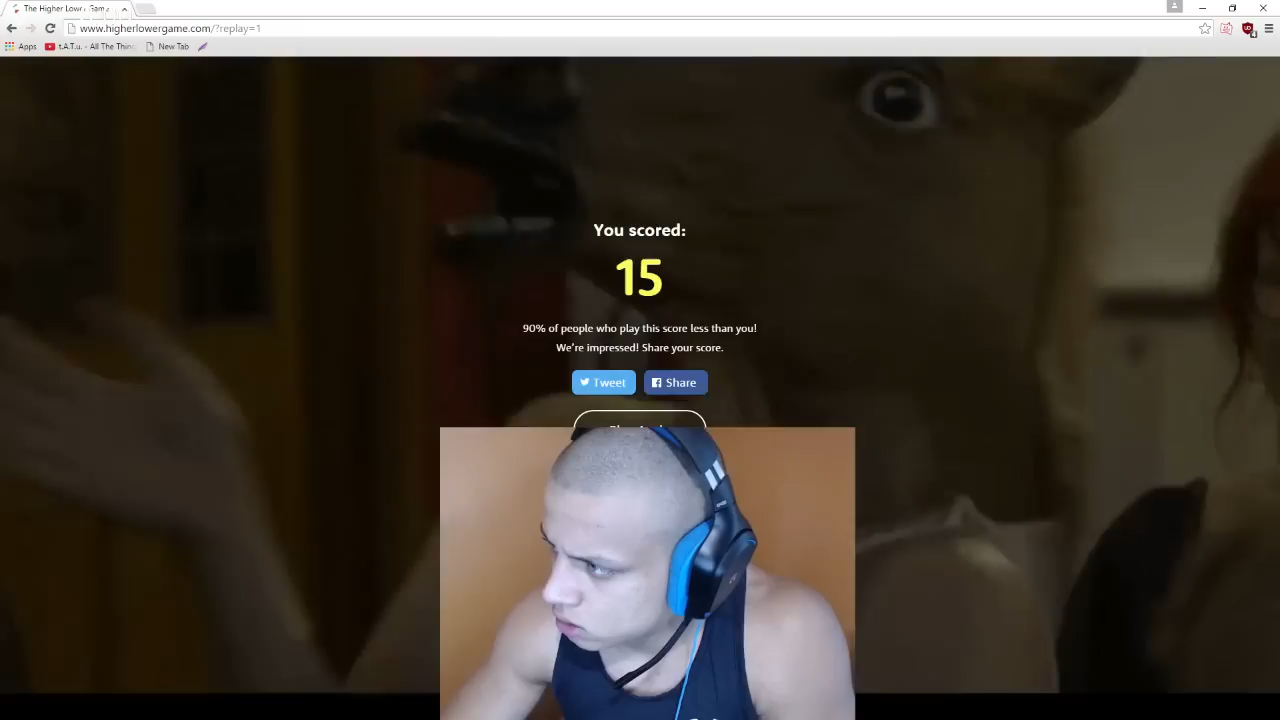 The Higher Lower Game
www.higherlowergame.com/?replay=1
Apps
t.A.T.u. - All The Thing
New Tab
You scored:
15
90% of people who play this score less than you!
We're impressed! Share your score.
Tweet
Share